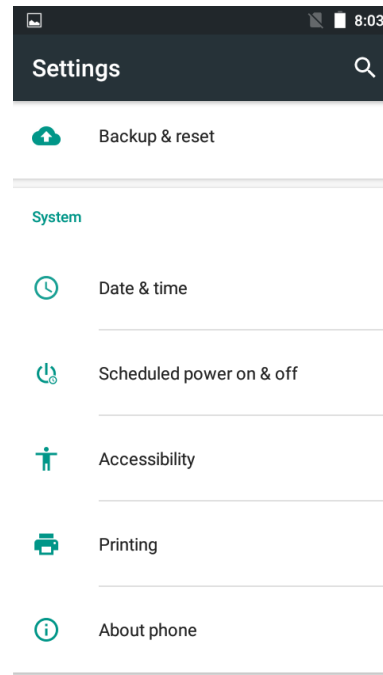 8:03
Settings
Backup & reset
System
Date & time
Scheduled power on & off
Accessibility
Printing
About phone